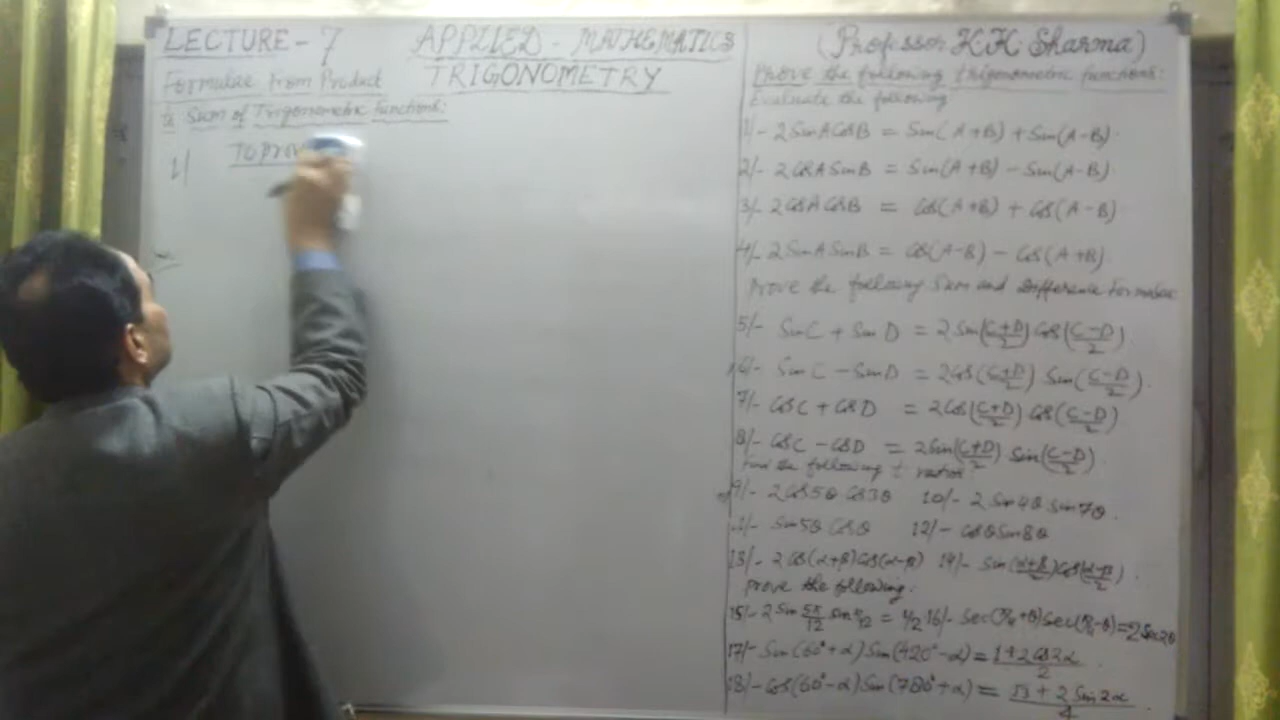 LECTURE - 7 APPLIED - MATHEMATICS (Professor KK Sharma)
TRIGONOMETRY
Formulae from Product
to Sum of Trigonometric Functions:
1/ To prov
Prove the following trigonometric functions:
Evaluate the following
1/- 2 Sin A Cos B = Sin(A+B) + Sin(A-B).
2/- 2 Cos A Sin B = Sin(A+B) - Sin(A-B).
3/- 2 Cos A Cos B = Cos(A+B) + Cos(A-B)
4/- 2 Sin A Sin B = Cos(A-B) - Cos(A+B)
Prove the following Sum and Difference Formulae
5/- Sin C + Sin D = 2 Sin(C+D/2) Cos(C-D/2)
6/- Sin C - Sin D = 2 Cos(C+D/2) Sin(C-D/2).
7/- Cos C + Cos D = 2 Cos(C+D/2) Cos(C-D/2)
8/- Cos C - Cos D = 2 Sin(C+D/2) Sin(C-D/2)
find the following t ratios
9/- 2 Cos 5θ Cos 3θ 10/- 2 Sin 4θ Sin 7θ.
11/- Sin 5θ Cos θ 12/- Cos θ Sin 8θ
13/- 2 Cos(α+β) Cos(α-β) 14/- Sin(α+β/2) Cos(α-β/2).
Prove the following.
15/- 2 Sin 5π/12 Sin π/12 = 1/2 16/- Sec(π/4+θ) Sec(π/4-θ) = 2 Sec 2θ
17/- Sin(60°+α) Sin(420°-α) = 1+2 Cos 2α/2
18/- Cos(60°-α) Sin(780°+α) = √3 + 2 Sin 2α/4